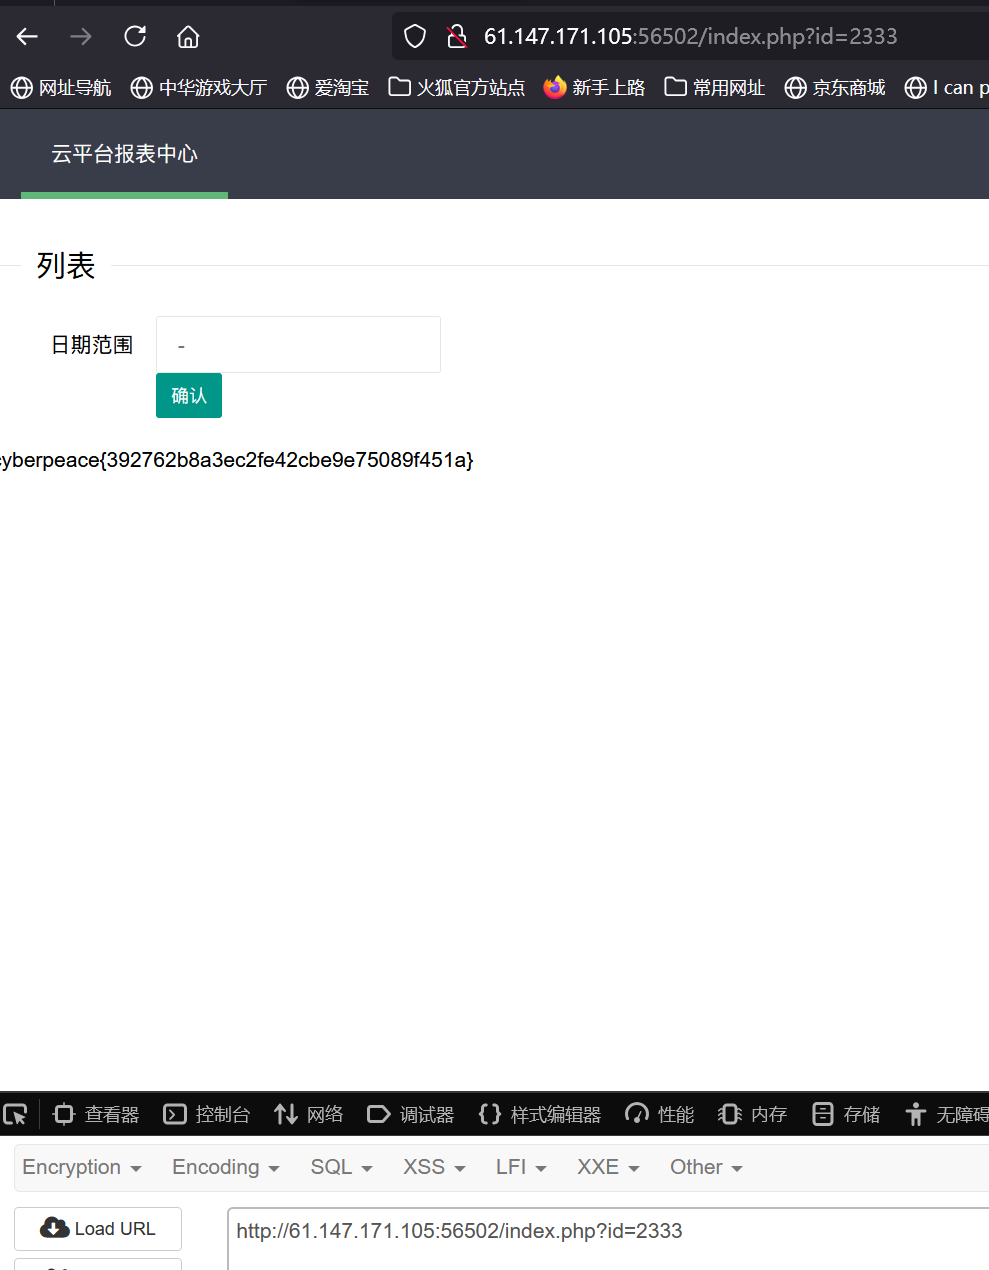 61.147.171.105:56502/index.php?id=2333
网址导航 中华游戏大厅 爱淘宝 火狐官方站点 新手上路 常用网址 京东商城 I can p
云平台报表中心
列表
日期范围 -
确认
yberpeace{392762b8a3ec2fe42cbe9e75089f451a}
查看器 控制台 网络 调试器 样式编辑器 性能 内存 存储 无障碍
Encryption Encoding SQL XSS LFI XXE Other
Load URL http://61.147.171.105:56502/index.php?id=2333